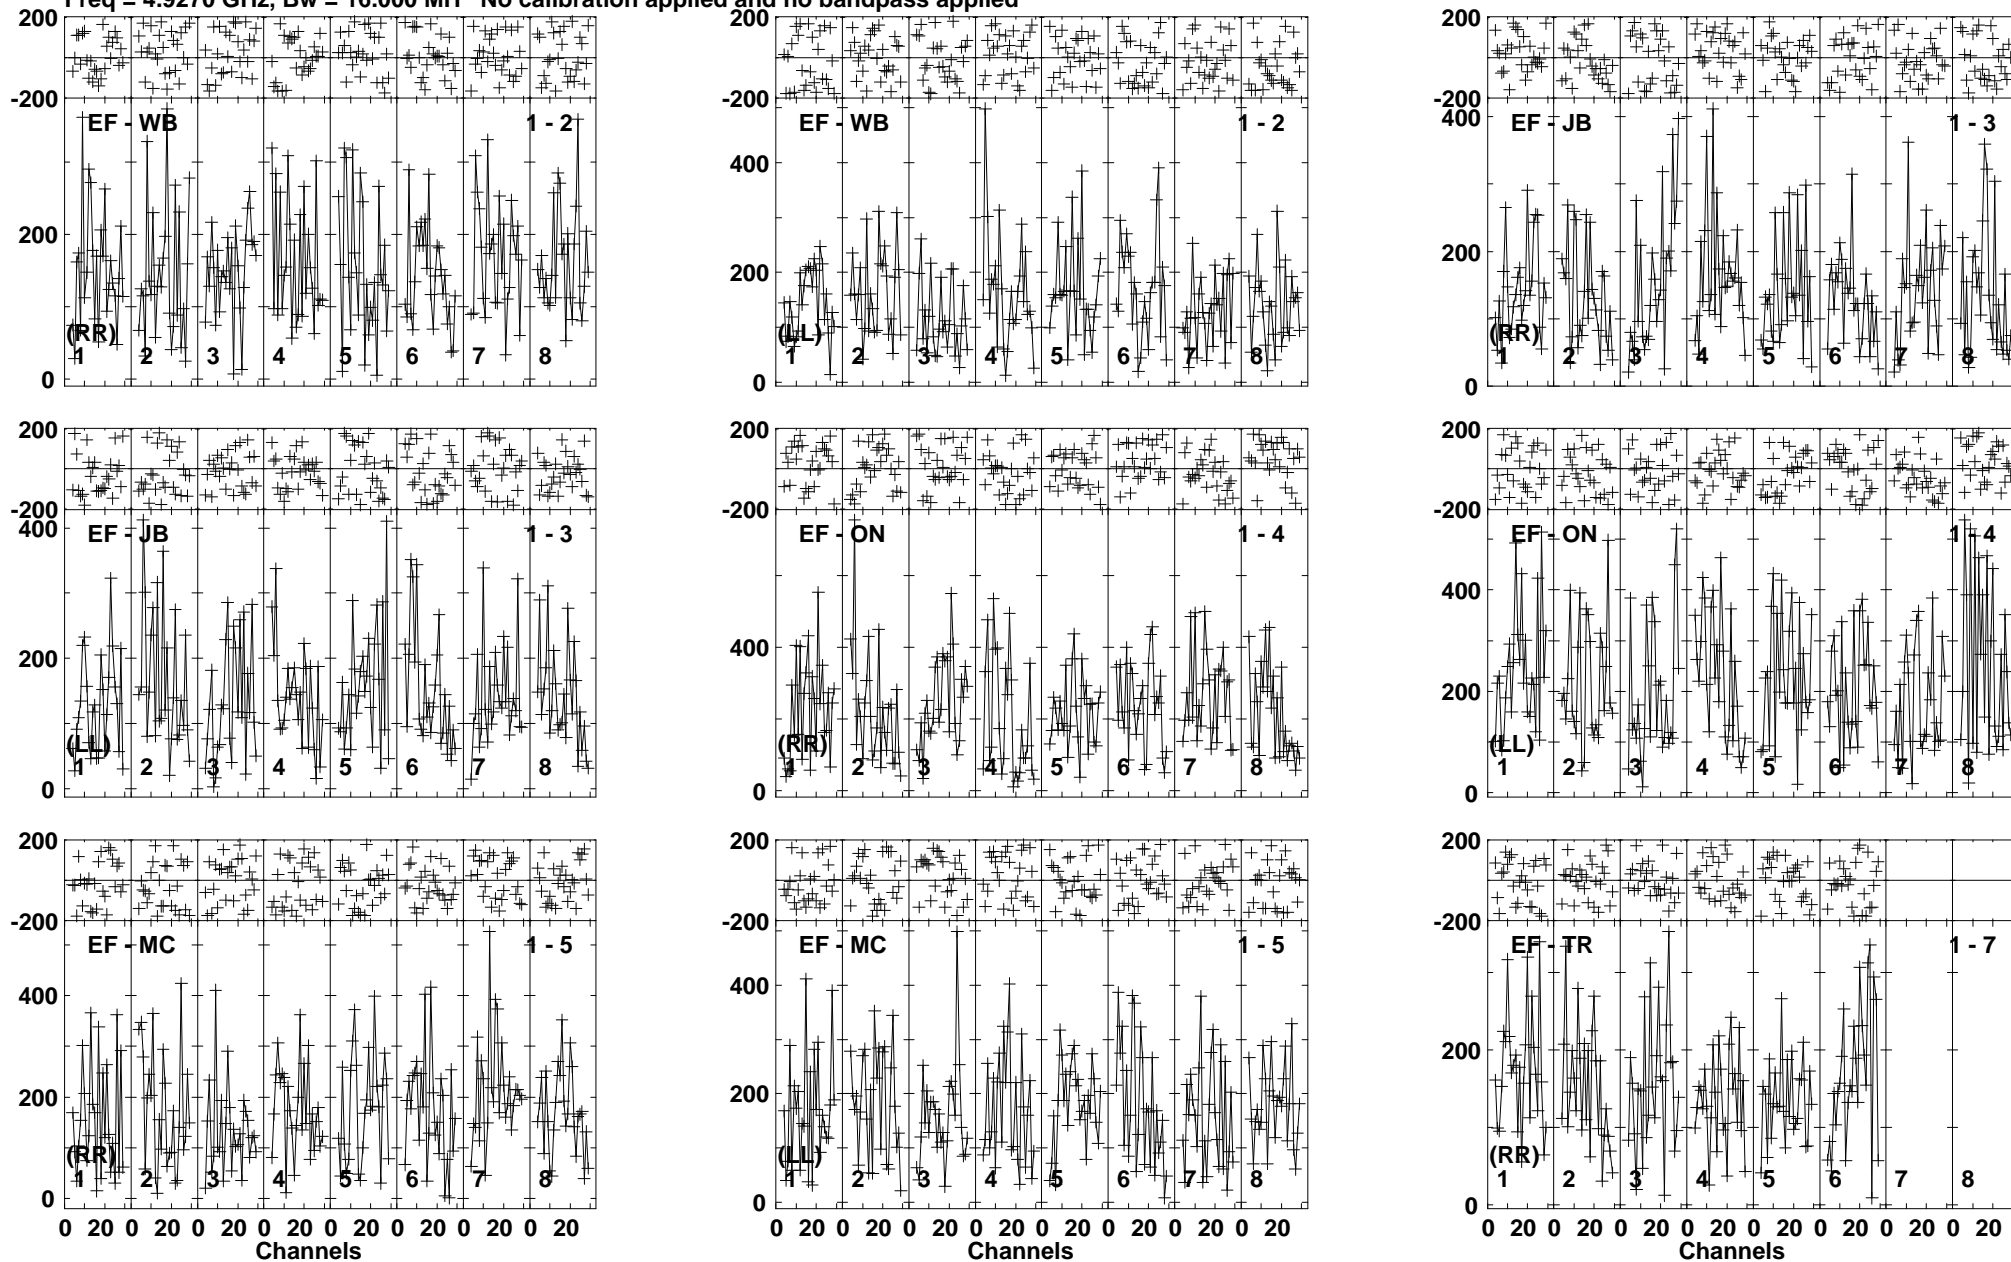 Freq = 4.9270 GHz, Bw = 16.000 MH No calibration applied and no bandpass applied
200 200 200
-200 -200 -200
EF - WB 1 - 2 EF - WB 1 - 2 400 EF - JB 1 - 3
400
200 200 200
(RR) (LL) (RR)
1 2 3 4 5 6 7 8 1 2 3 4 5 6 7 8 1 2 3 4 5 6 7 8
0 0 0
200 200 200
-200 -200 -200
400 EF - JB 1 - 3 EF - ON 1 - 4 EF - ON 1 - 4
400 400
200 200
(LL) (RR) (LL)
1 2 3 4 5 6 7 8 1 2 3 4 5 6 7 8 1 2 3 4 5 6 7 8
0 0 0
200 200 200
-200 -200 -200
EF - MC 1 - 5 EF - MC 1 - 5 EF - TR 1 - 7
400 400
200 200 200
(RR) (LL) (RR)
1 2 3 4 5 6 7 8 1 2 3 4 5 6 7 8 1 2 3 4 5 6 7 8
0 0 0
0 20 0 20 0 20 0 20 0 20 0 20 0 20 0 20 0 20 0 20 0 20 0 20 0 20 0 20 0 20 0 20 0 20 0 20 0 20 0 20 0 20 0 20 0 20 0 20
Channels Channels Channels